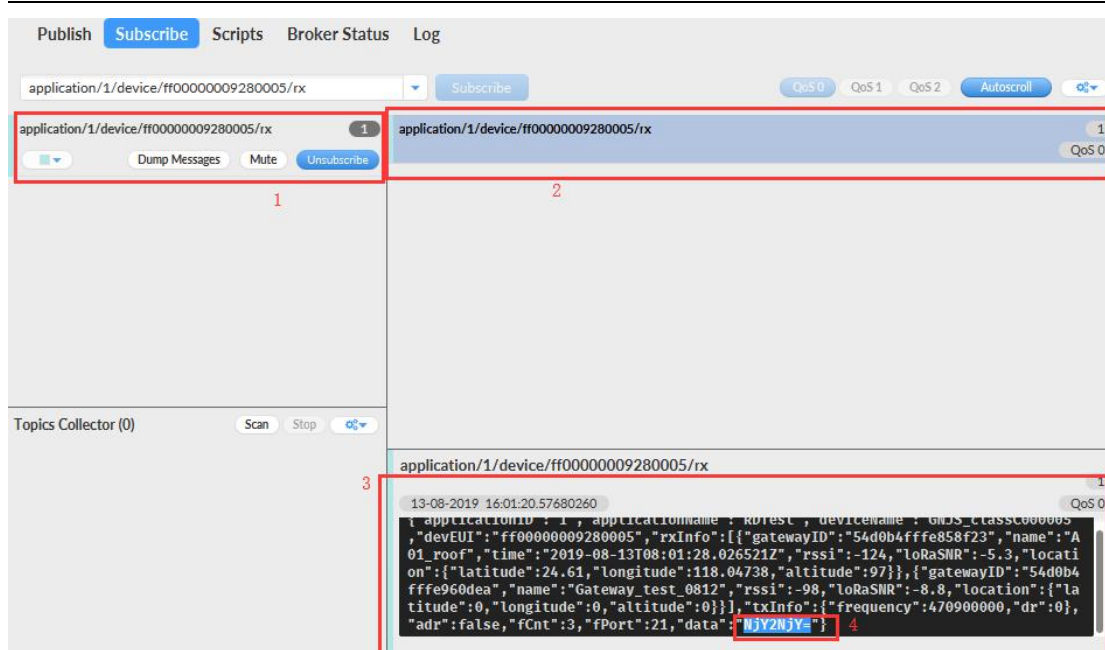 Publish Subscribe Scripts Broker Status Log
application/1/device/ff00000009280005/rx Subscribe QoS 0 QoS 1 QoS 2 Autoscroll
application/1/device/ff00000009280005/rx 1
Dump Messages Mute Unsubscribe
1
application/1/device/ff00000009280005/rx 1
QoS 0
2
Topics Collector (0) Scan Stop
3
application/1/device/ff00000009280005/rx
1
13-08-2019 16:01:20.57680260 QoS 0
{"applicationID":"1","applicationName":"RDTest","deviceName":"GNJS_classC000005"
,"devEUI":"ff00000009280005","rxInfo":[{"gatewayID":"54d0b4fffe858f23","name":"A
01_roof","time":"2019-08-13T08:01:28.026521Z","rssi":-124,"loRaSNR":-5.3,"locati
on":{"latitude":24.61,"longitude":118.04738,"altitude":97}},{"gatewayID":"54d0b4
fffe960dea","name":"Gateway_test_0812","rssi":-98,"loRaSNR":-8.8,"location":{"la
titude":0,"longitude":0,"altitude":0}}],"txInfo":{"frequency":470900000,"dr":0},
"adr":false,"fCnt":3,"fPort":21,"data":"NjY2NjY="} 4